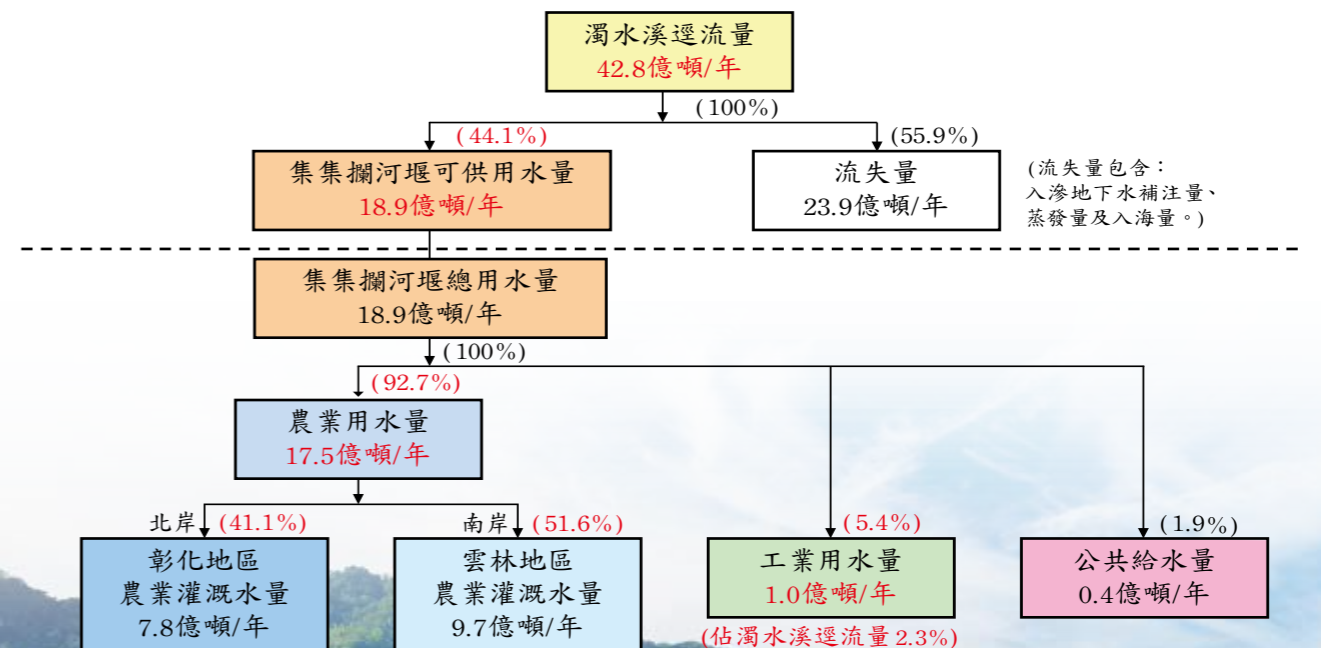 濁水溪逕流量
42.8億噸/年
(100%)
(44.1%)
(55.9%)
集集攔河堰可供用水量
18.9億噸/年
流失量
23.9億噸/年
(流失量包含：
入滲地下水補注量、
蒸發量及入海量。)
集集攔河堰總用水量
18.9億噸/年
(100%)
(92.7%)
農業用水量
17.5億噸/年
北岸 (41.1%)
南岸 (51.6%)
(5.4%)
(1.9%)
彰化地區
農業灌溉水量
7.8億噸/年
雲林地區
農業灌溉水量
9.7億噸/年
工業用水量
1.0億噸/年
(佔濁水溪逕流量2.3%)
公共給水量
0.4億噸/年